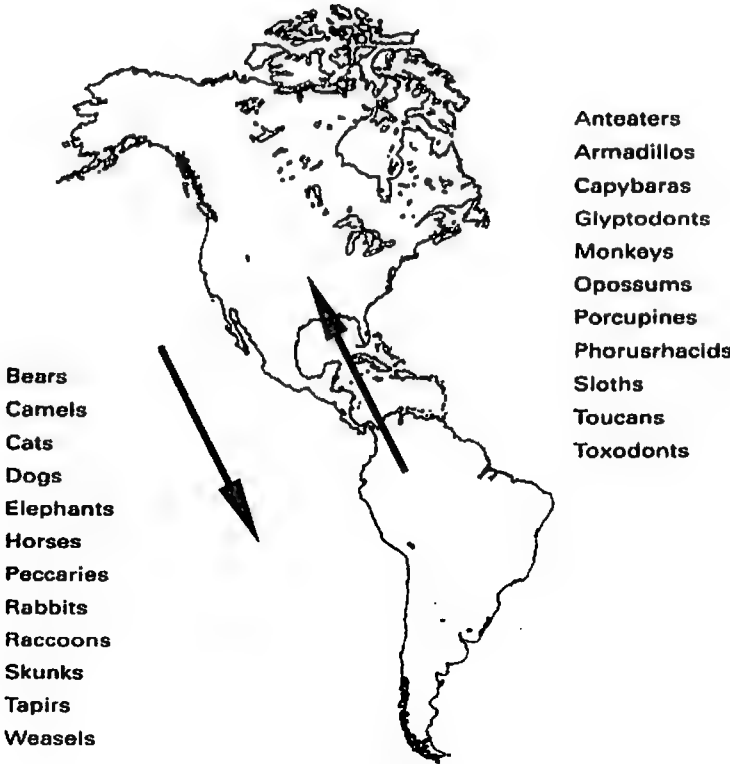 Anteaters
Armadillos
Capybaras
Glyptodonts
Monkeys
Opossums
Porcupines
Phorusrhacids
Sloths
Toucans
Toxodonts
Bears
Camels
Cats
Dogs
Elephants
Horses
Peccaries
Rabbits
Raccoons
Skunks
Tapirs
Weasels